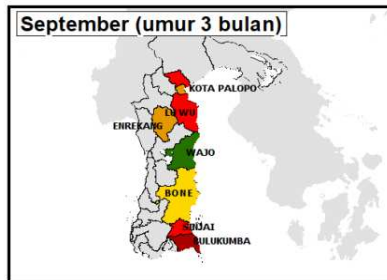 September (umur 3 bulan)
KOTA PALOPO
LUWU
ENREKANG
WAJO
BONE
SINJAI
BULUKUMBA